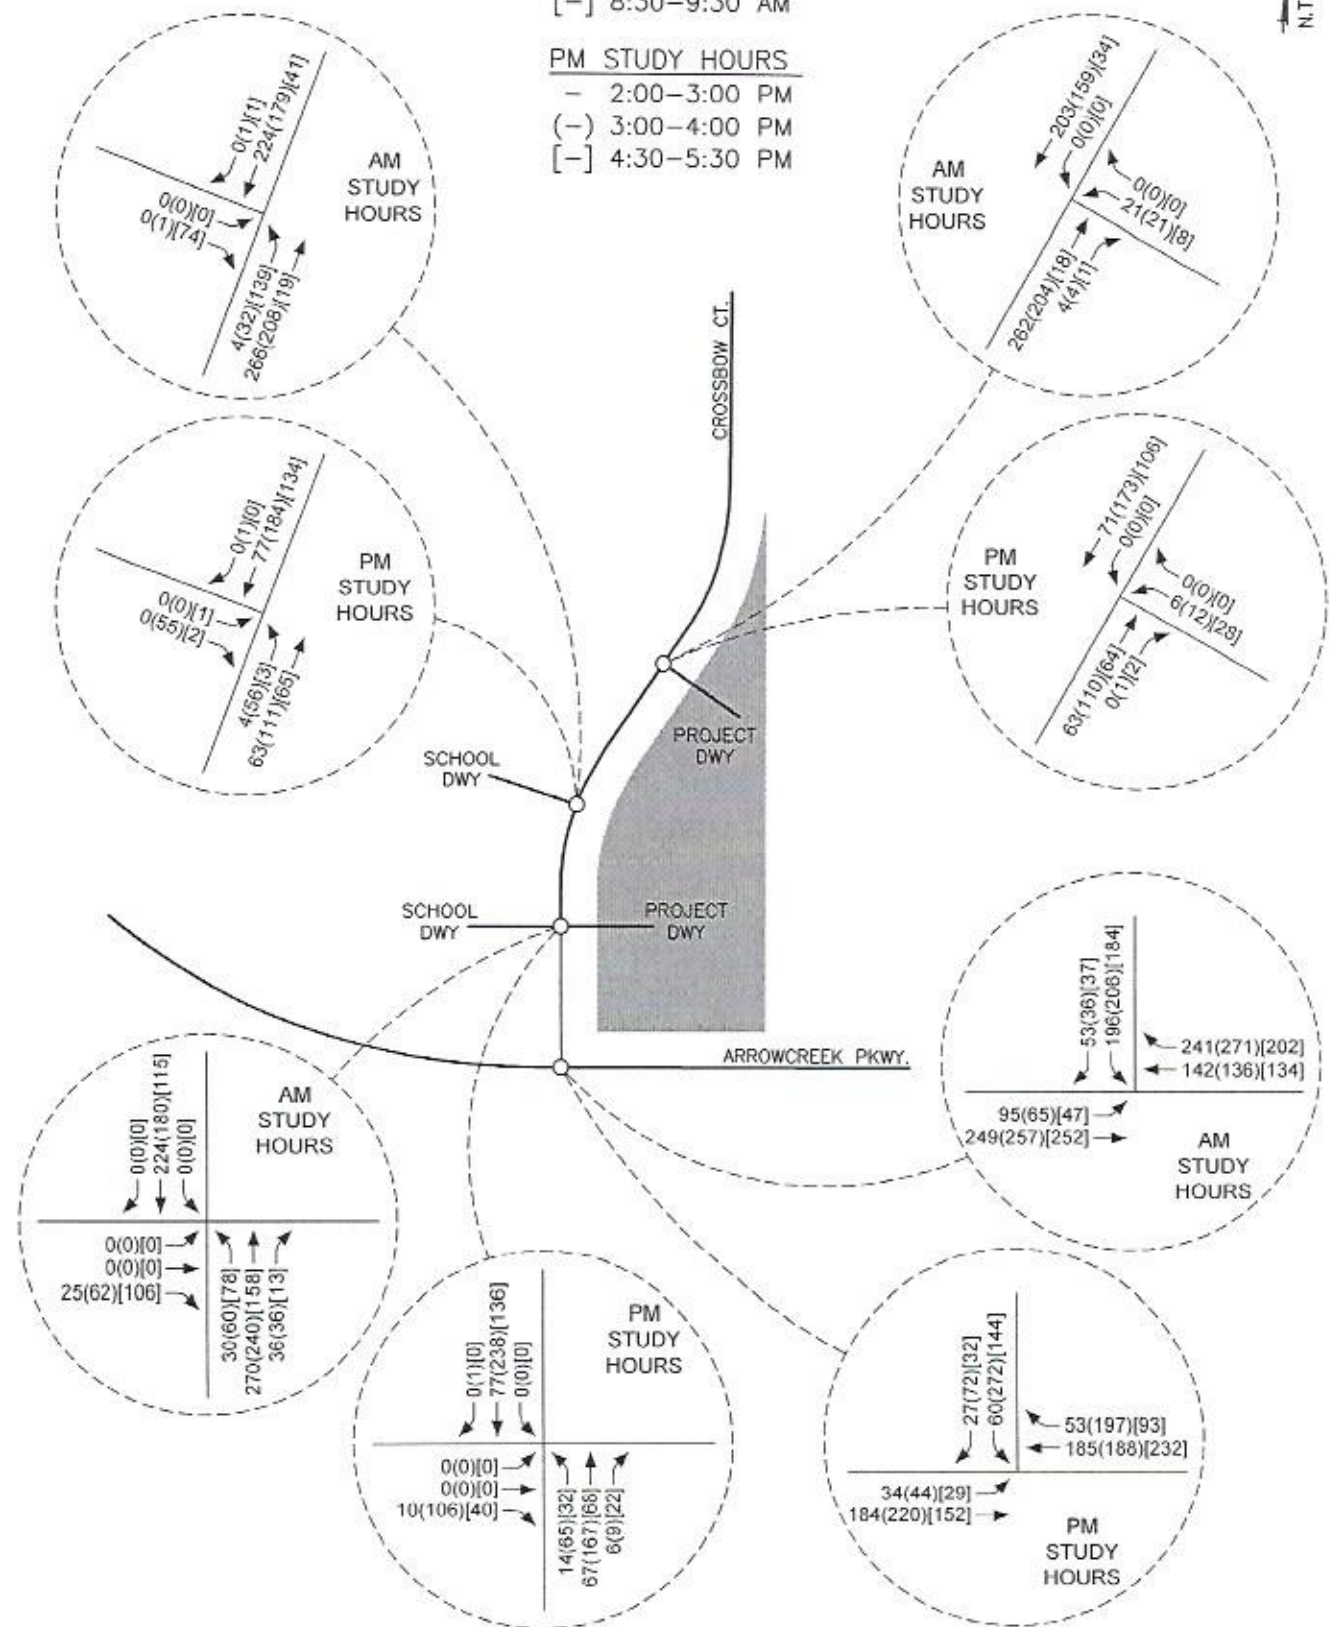 [-] 8:30-9:30 AM
PM STUDY HOURS
- 2:00-3:00 PM
(-) 3:00-4:00 PM
[-] 4:30-5:30 PM
0(1)[1]
224(179)[41]
0(0)[0]
0(1)[74]
4(32)[139]
266(208)[19]
AM
STUDY
HOURS
203(159)[34]
0(0)[0]
0(0)[0]
21(21)[8]
262(204)[18]
4(4)[1]
AM
STUDY
HOURS
CROSSBOW CT.
0(1)[0]
77(184)[134]
0(0)[1]
0(55)[2]
4(56)[3]
63(111)[65]
PM
STUDY
HOURS
71(173)[106]
0(0)[0]
0(0)[0]
6(12)[28]
63(110)[64]
0(1)[2]
PM
STUDY
HOURS
PROJECT
DWY
SCHOOL
DWY
SCHOOL
DWY
PROJECT
DWY
ARROWCREEK PKWY.
53(36)[37]
196(206)[184]
241(271)[202]
142(136)[134]
95(65)[47]
249(257)[252]
AM
STUDY
HOURS
0(0)[0]
224(180)[115]
0(0)[0]
0(0)[0]
0(0)[0]
25(62)[106]
30(60)[78]
270(240)[158]
36(36)[13]
AM
STUDY
HOURS
0(1)[0]
77(238)[136]
0(0)[0]
0(0)[0]
0(0)[0]
10(106)[40]
14(65)[32]
67(167)[68]
6(9)[22]
PM
STUDY
HOURS
27(72)[32]
60(272)[144]
53(197)[93]
185(188)[232]
34(44)[29]
184(220)[152]
PM
STUDY
HOURS